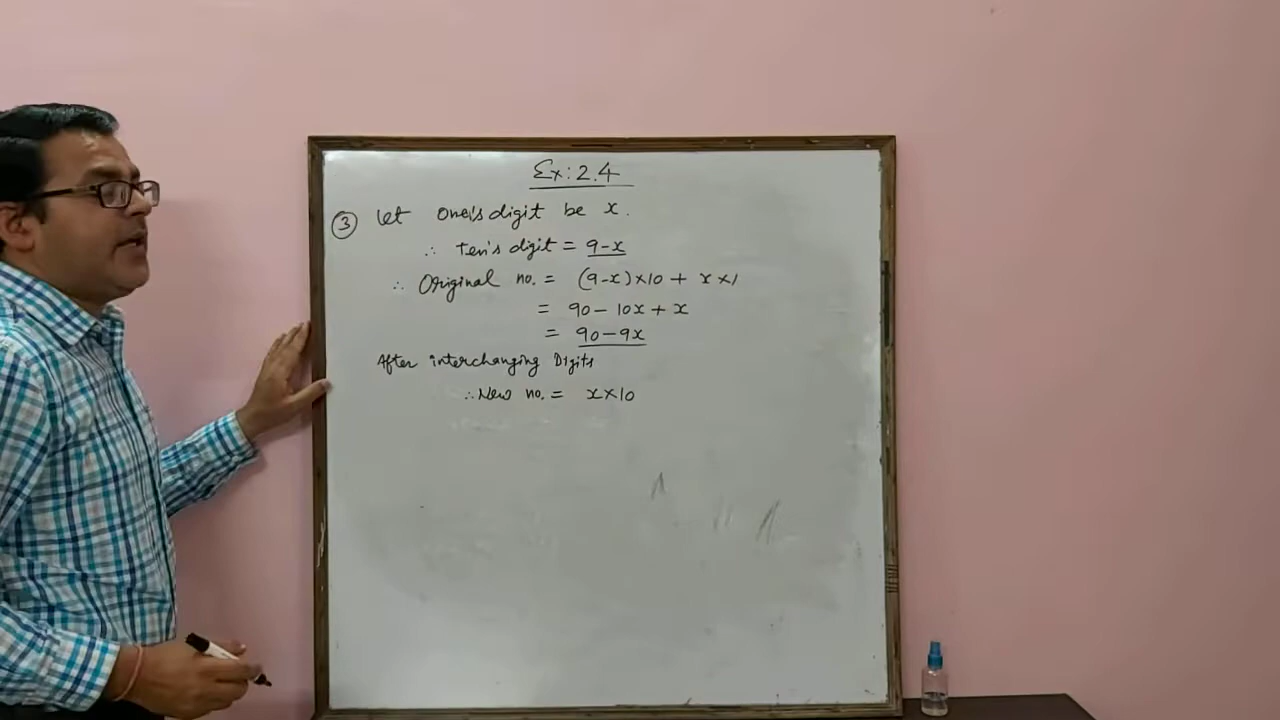 Ex: 2.4
③ Let one's digit be x.
∴ Ten's digit = 9-x
∴ Original no. = (9-x)×10 + x×1
= 90 - 10x + x
= 90 - 9x
After interchanging Digits
∴ New no. = x×10